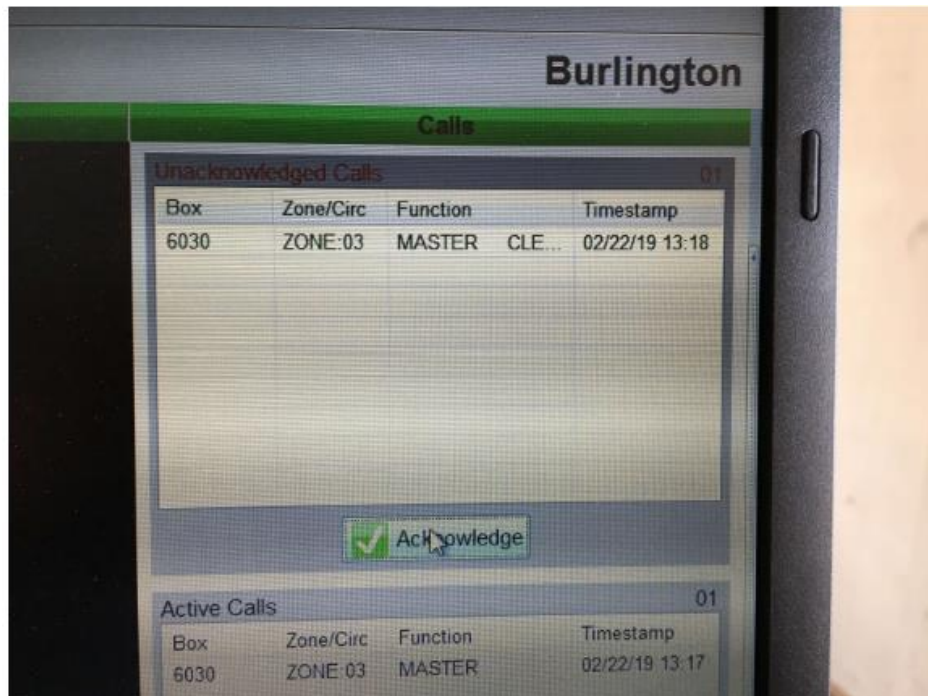 Burlington
Calls
Unacknowledged Calls 01
Box Zone/Circ Function Timestamp
6030 ZONE:03 MASTER CLE... 02/22/19 13:18
Acknowledge
Active Calls 01
Box Zone/Circ Function Timestamp
6030 ZONE:03 MASTER 02/22/19 13:17